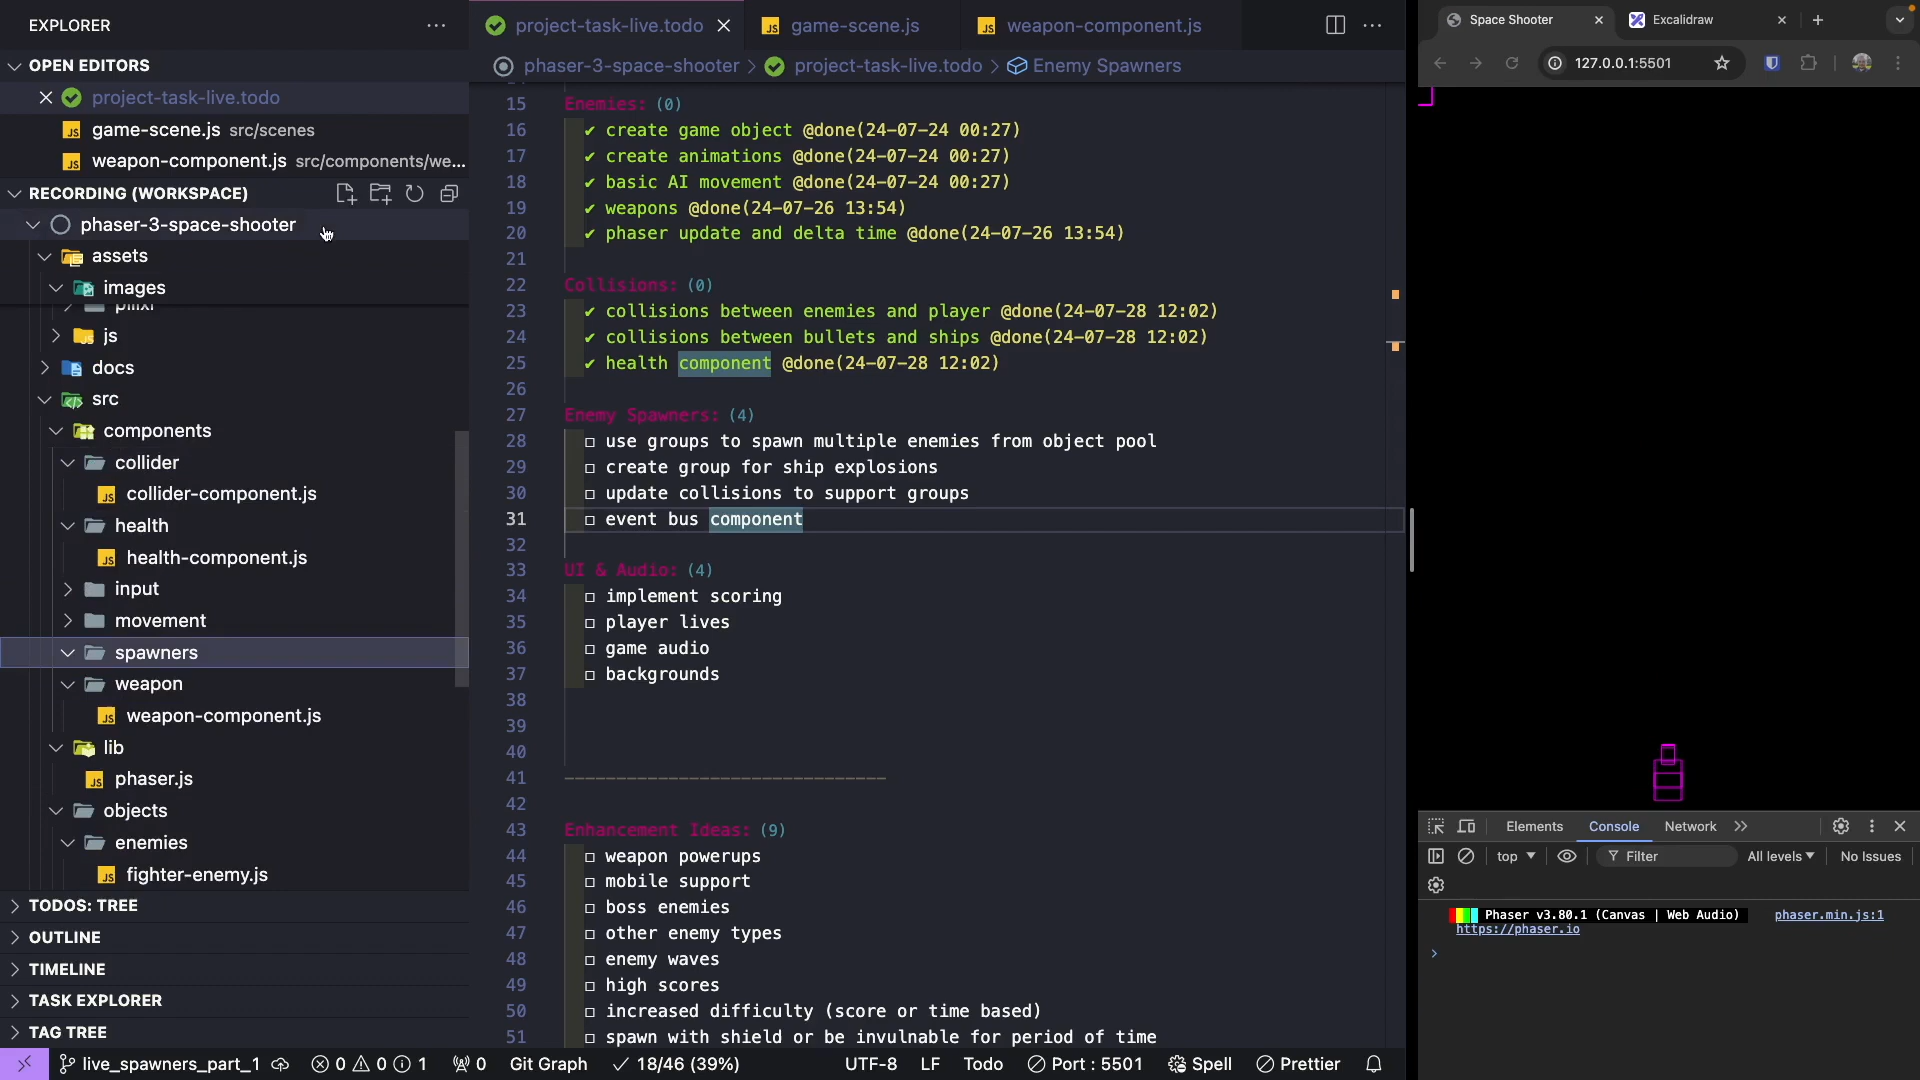 EXPLORER
OPEN EDITORS
project-task-live.todo
game-scene.js src/scenes
weapon-component.js src/components/we...
RECORDING (WORKSPACE)
phaser-3-space-shooter
assets
images
js
docs
src
components
collider
collider-component.js
health
health-component.js
input
movement
spawners
weapon
weapon-component.js
lib
phaser.js
objects
enemies
fighter-enemy.js
TODOS: TREE
OUTLINE
TIMELINE
TASK EXPLORER
TAG TREE
project-task-live.todo
game-scene.js
weapon-component.js
phaser-3-space-shooter > project-task-live.todo > Enemy Spawners
15 Enemies: (0)
16 ✔ create game object @done(24-07-24 00:27)
17 ✔ create animations @done(24-07-24 00:27)
18 ✔ basic AI movement @done(24-07-24 00:27)
19 ✔ weapons @done(24-07-26 13:54)
20 ✔ phaser update and delta time @done(24-07-26 13:54)
21
22 Collisions: (0)
23 ✔ collisions between enemies and player @done(24-07-28 12:02)
24 ✔ collisions between bullets and ships @done(24-07-28 12:02)
25 ✔ health component @done(24-07-28 12:02)
26
27 Enemy Spawners: (4)
28 □ use groups to spawn multiple enemies from object pool
29 □ create group for ship explosions
30 □ update collisions to support groups
31 □ event bus component
32
33 UI & Audio: (4)
34 □ implement scoring
35 □ player lives
36 □ game audio
37 □ backgrounds
38
39
40
41 -------------------------------
42
43 Enhancement Ideas: (9)
44 □ weapon powerups
45 □ mobile support
46 □ boss enemies
47 □ other enemy types
48 □ enemy waves
49 □ high scores
50 □ increased difficulty (score or time based)
51 □ spawn with shield or be invulnable for period of time
Space Shooter
Excalidraw
127.0.0.1:5501
Elements Console Network
top Filter All levels No Issues
Phaser v3.80.1 (Canvas | Web Audio) phaser.min.js:1
https://phaser.io
live_spawners_part_1 0 0 1 0 Git Graph 18/46 (39%) UTF-8 LF Todo Port : 5501 Spell Prettier